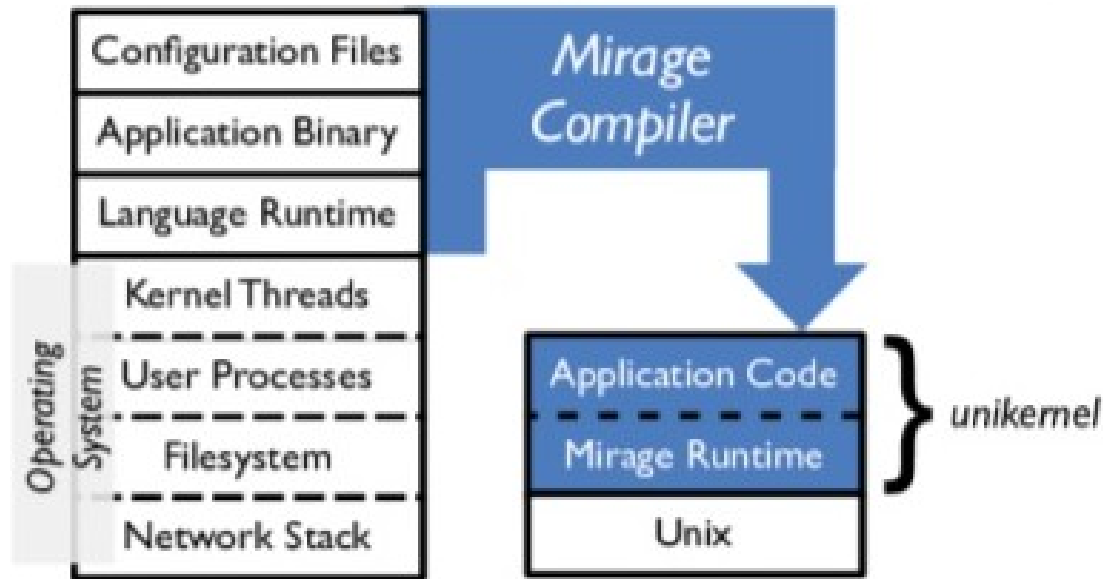 Configuration Files
Application Binary
Language Runtime
Kernel Threads
User Processes
Filesystem
Network Stack
Operating
System
Mirage
Compiler
Application Code
Mirage Runtime
Unix
unikernel